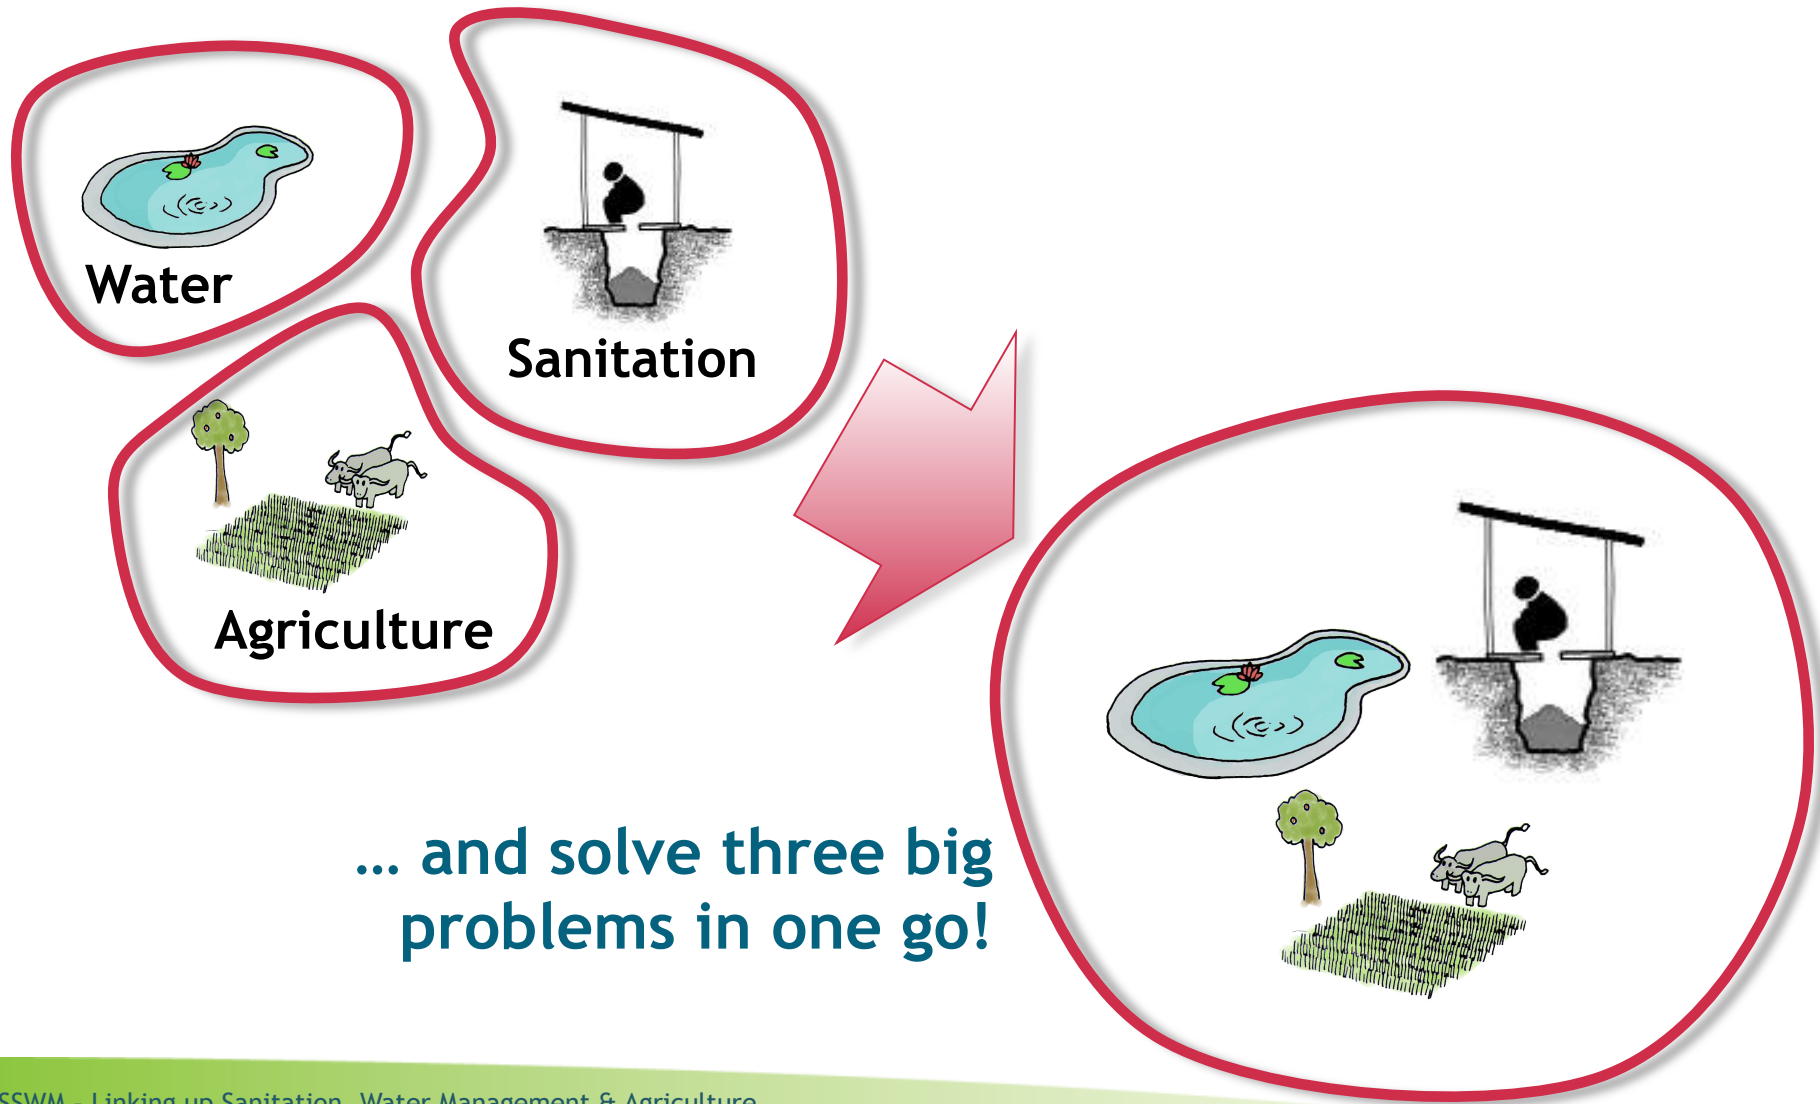 Water
Sanitation
Agriculture
... and solve three big
problems in one go!
SSWM - Linking up Sanitation, Water Management & Agriculture